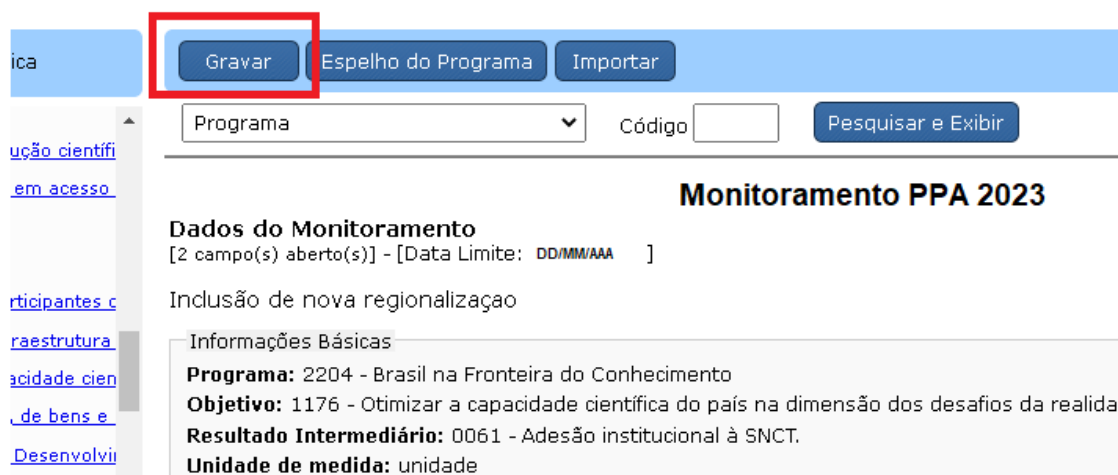 ica
Gravar Espelho do Programa Importar
Programa Código Pesquisar e Exibir
ução científi
em acesso
Monitoramento PPA 2023
Dados do Monitoramento
[2 campo(s) aberto(s)] - [Data Limite: DD/MM/AAA ]
rticipantes
Inclusão de nova regionalizaçao
raestrutura
Informações Básicas
acidade cien
Programa: 2204 - Brasil na Fronteira do Conhecimento
de bens e
Objetivo: 1176 - Otimizar a capacidade científica do país na dimensão dos desafios da realida
Resultado Intermediário: 0061 - Adesão institucional à SNCT.
Desenvolvi
Unidade de medida: unidade